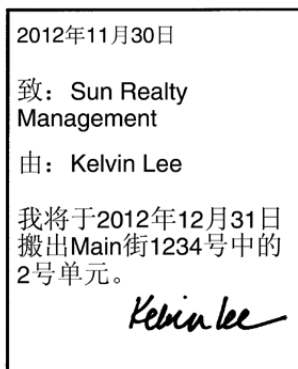 2012年11月30日
致：Sun Realty
Management
由：Kelvin Lee
我将于2012年12月31日
搬出Main街1234号中的
2号单元。
Kelvin Lee